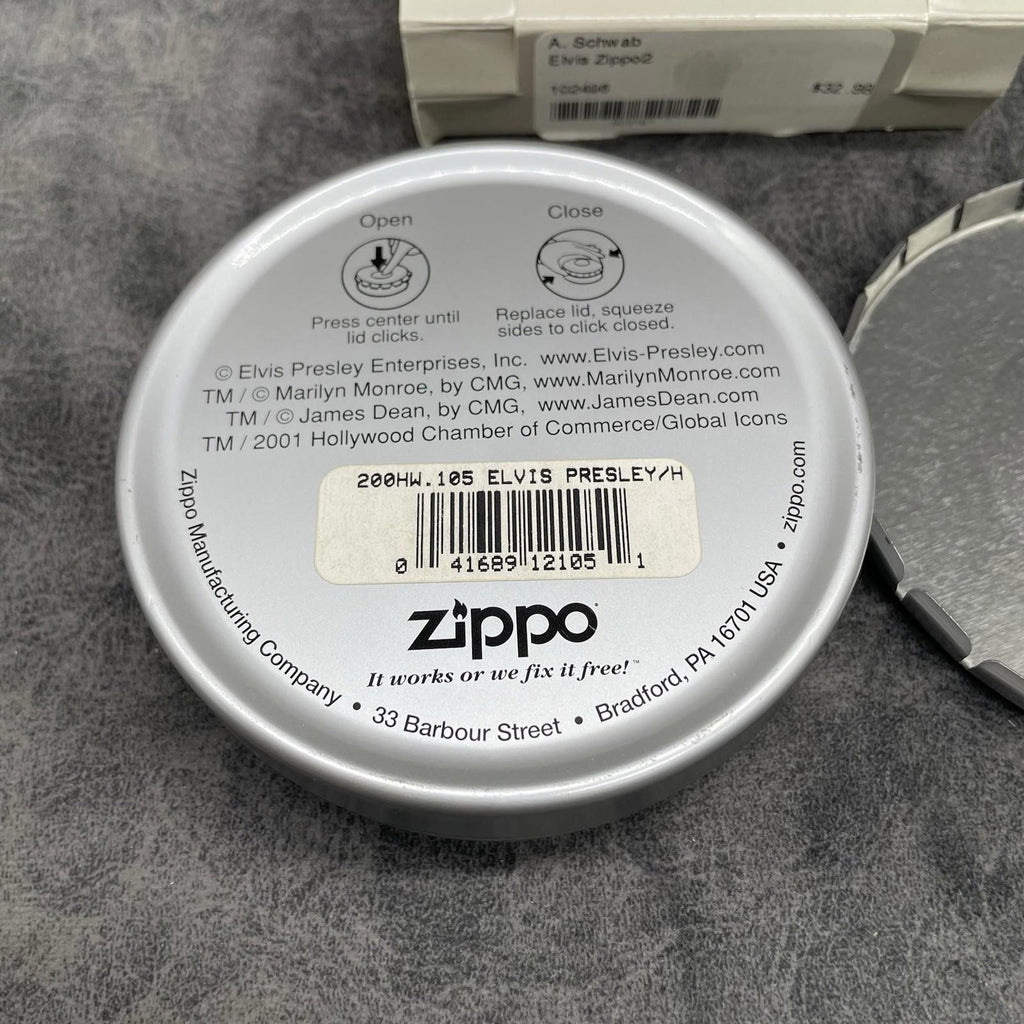 A. Schwab
Elvis Zippo2
102495 $32.98
Open
Press center until
lid clicks.
Close
Replace lid, squeeze
sides to click closed.
© Elvis Presley Enterprises, Inc. www.Elvis-Presley.com
TM / © Marilyn Monroe, by CMG, www.MarilynMonroe.com
TM / © James Dean, by CMG, www.JamesDean.com
TM / 2001 Hollywood Chamber of Commerce/Global Icons
200HW.105 ELVIS PRESLEY/H
0 41689 12105 1
zippo
It works or we fix it free!™
Zippo Manufacturing Company • 33 Barbour Street • Bradford, PA 16701 USA • zippo.com